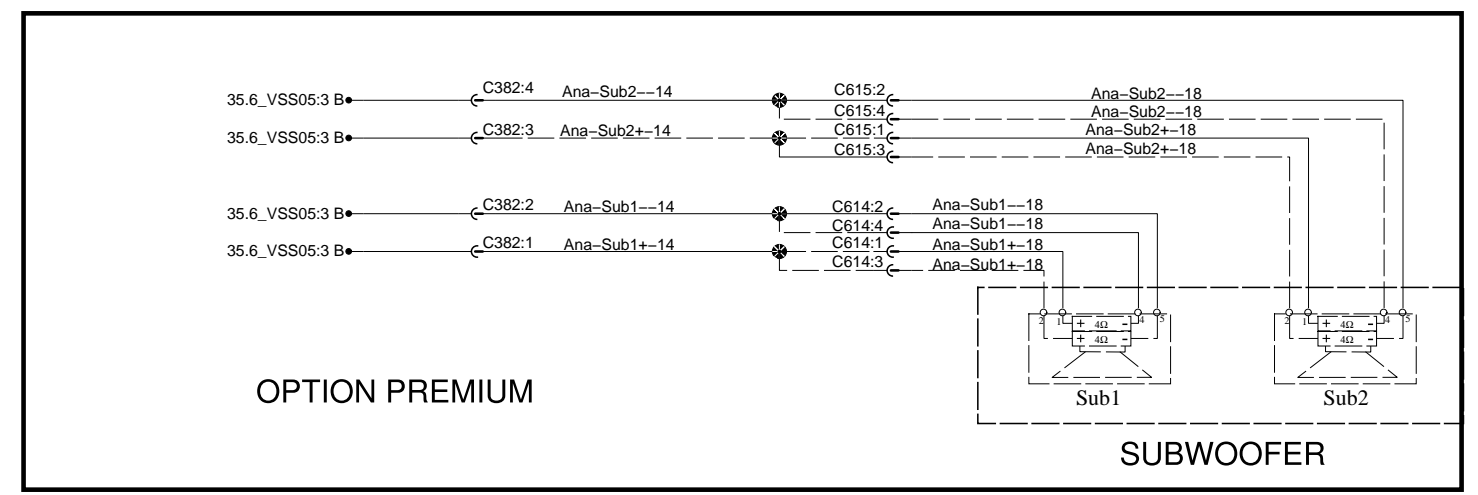 35.6_VSS05:3 B C382:4 Ana–Sub2––14 C615:2 Ana–Sub2––18
C615:4 Ana–Sub2––18
35.6_VSS05:3 B C382:3 Ana–Sub2+–14 C615:1 Ana–Sub2+–18
C615:3 Ana–Sub2+–18
35.6_VSS05:3 B C382:2 Ana–Sub1––14 C614:2 Ana–Sub1––18
C614:4 Ana–Sub1––18
35.6_VSS05:3 B C382:1 Ana–Sub1+–14 C614:1 Ana–Sub1+–18
C614:3 Ana–Sub1+–18
2 1 4 5 2 1 4 5
+ 4Ω - + 4Ω -
+ 4Ω - + 4Ω -
Sub1 Sub2
OPTION PREMIUM
SUBWOOFER